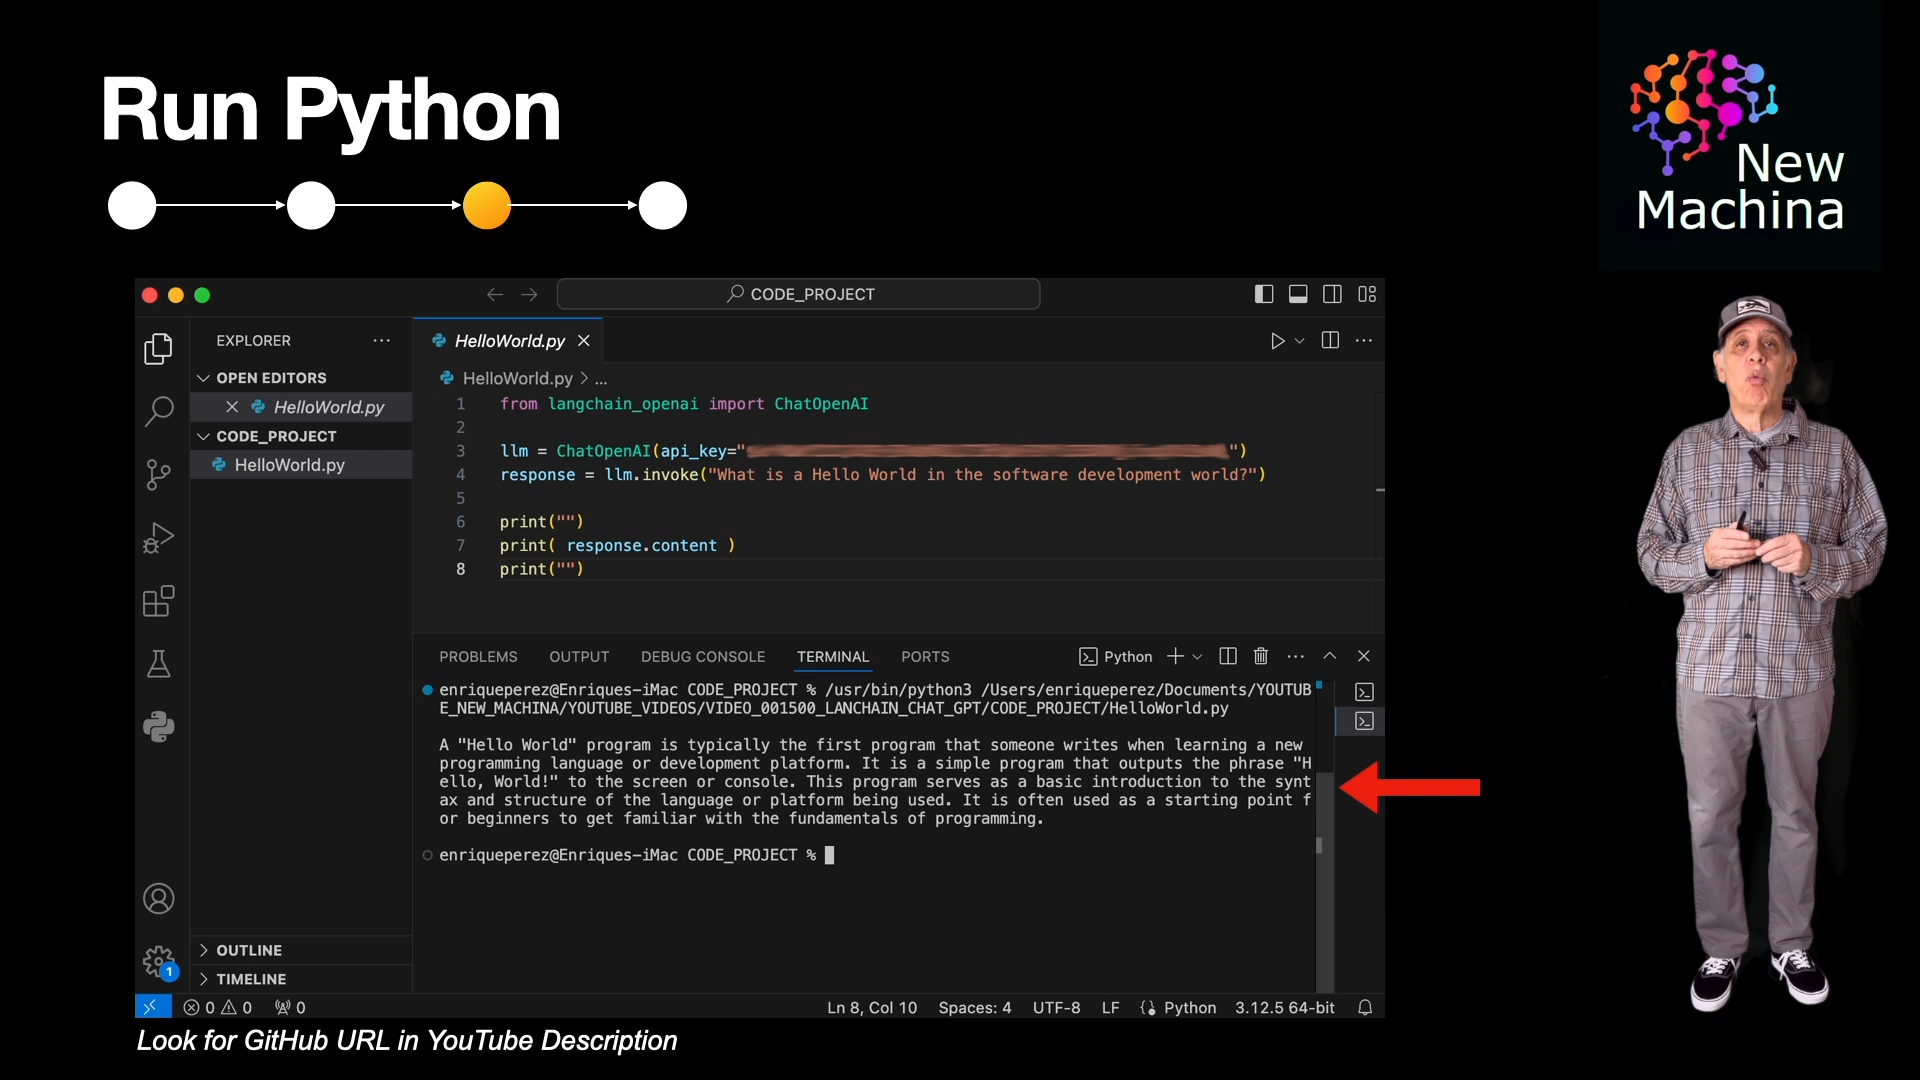 Run Python
New
Machina
CODE_PROJECT
EXPLORER
OPEN EDITORS
HelloWorld.py
CODE_PROJECT
HelloWorld.py
HelloWorld.py
HelloWorld.py > ...
1 from langchain_openai import ChatOpenAI
2
3 llm = ChatOpenAI(api_key="")
4 response = llm.invoke("What is a Hello World in the software development world?")
5
6 print("")
7 print( response.content )
8 print("")
PROBLEMS OUTPUT DEBUG CONSOLE TERMINAL PORTS Python
enriqueperez@Enriques-iMac CODE_PROJECT % /usr/bin/python3 /Users/enriqueperez/Documents/YOUTUB
E_NEW_MACHINA/YOUTUBE_VIDEOS/VIDEO_001500_LANCHAIN_CHAT_GPT/CODE_PROJECT/HelloWorld.py
A "Hello World" program is typically the first program that someone writes when learning a new
programming language or development platform. It is a simple program that outputs the phrase "H
ello, World!" to the screen or console. This program serves as a basic introduction to the synt
ax and structure of the language or platform being used. It is often used as a starting point f
or beginners to get familiar with the fundamentals of programming.
enriqueperez@Enriques-iMac CODE_PROJECT %
OUTLINE
TIMELINE
1
0 0 0 Ln 8, Col 10 Spaces: 4 UTF-8 LF Python 3.12.5 64-bit
Look for GitHub URL in YouTube Description